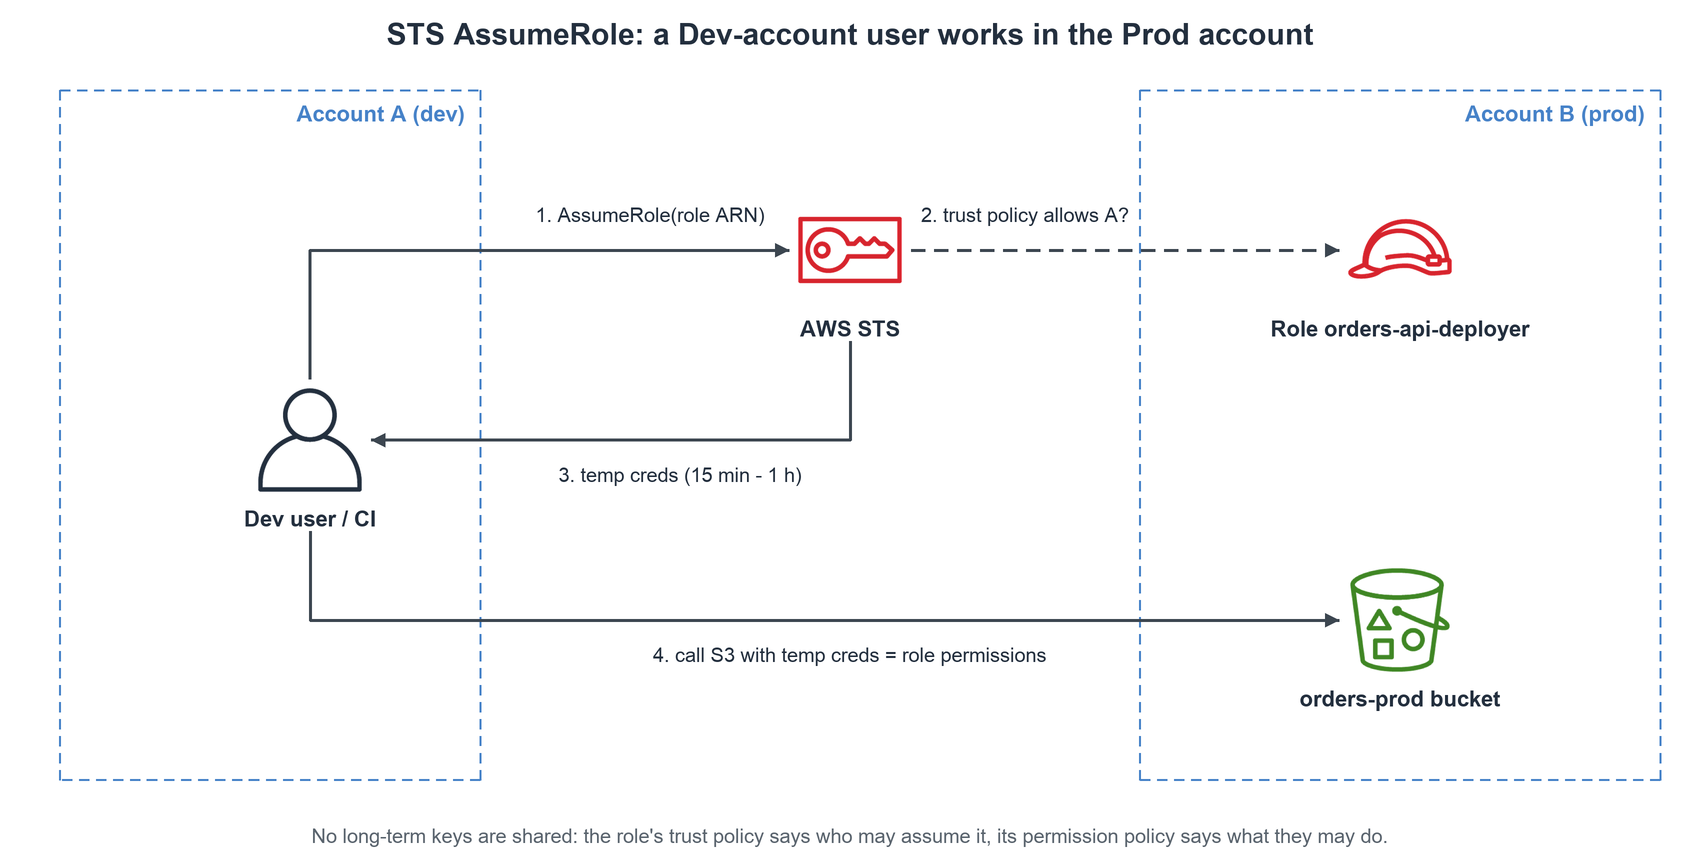 STS AssumeRole: a Dev-account user works in the Prod account
Account A (dev)
Account B (prod)
1. AssumeRole(role ARN)
2. trust policy allows A?
AWS STS
Role orders-api-deployer
3. temp creds (15 min - 1 h)
Dev user / CI
4. call S3 with temp creds = role permissions
orders-prod bucket
No long-term keys are shared: the role's trust policy says who may assume it, its permission policy says what they may do.